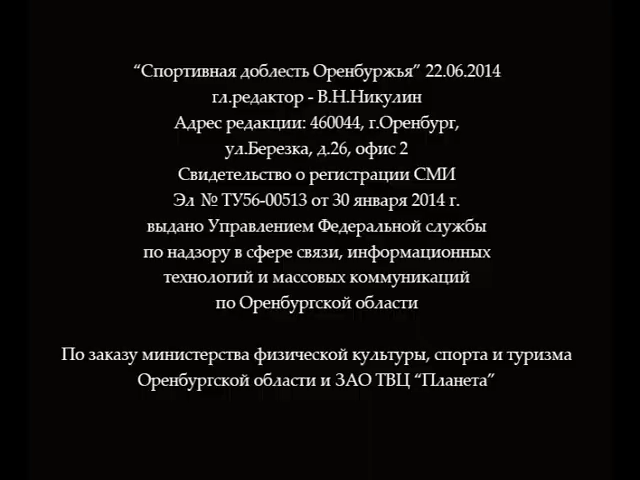 “Спортивная доблесть Оренбуржья” 22.06.2014
гл.редактор - В.Н.Никулин
Адрес редакции: 460044, г.Оренбург,
ул.Березка, д.26, офис 2
Свидетельство о регистрации СМИ
Эл № ТУ56-00513 от 30 января 2014 г.
выдано Управлением Федеральной службы
по надзору в сфере связи, информационных
технологий и массовых коммуникаций
по Оренбургской области
По заказу министерства физической культуры, спорта и туризма
Оренбургской области и ЗАО ТВЦ “Планета”